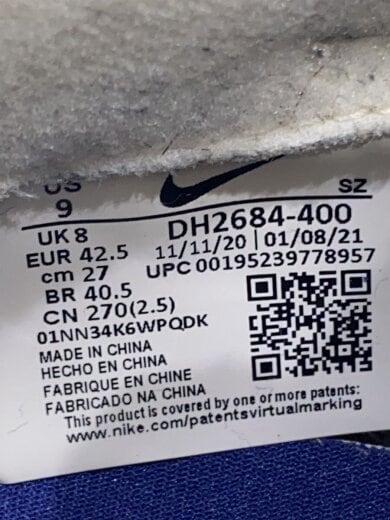 US
9
SZ
UK 8
EUR 42.5
cm 27
BR 40.5
CN 270(2.5)
DH2684-400
11/11/20 | 01/08/21
UPC 00195239778957
01NN34K6WPQDK
MADE IN CHINA
HECHO EN CHINA
FABRIQUE EN CHINE
FABRICADO NA CHINA
This product is covered by one or more patents:
www.nike.com/patentsvirtualmarking